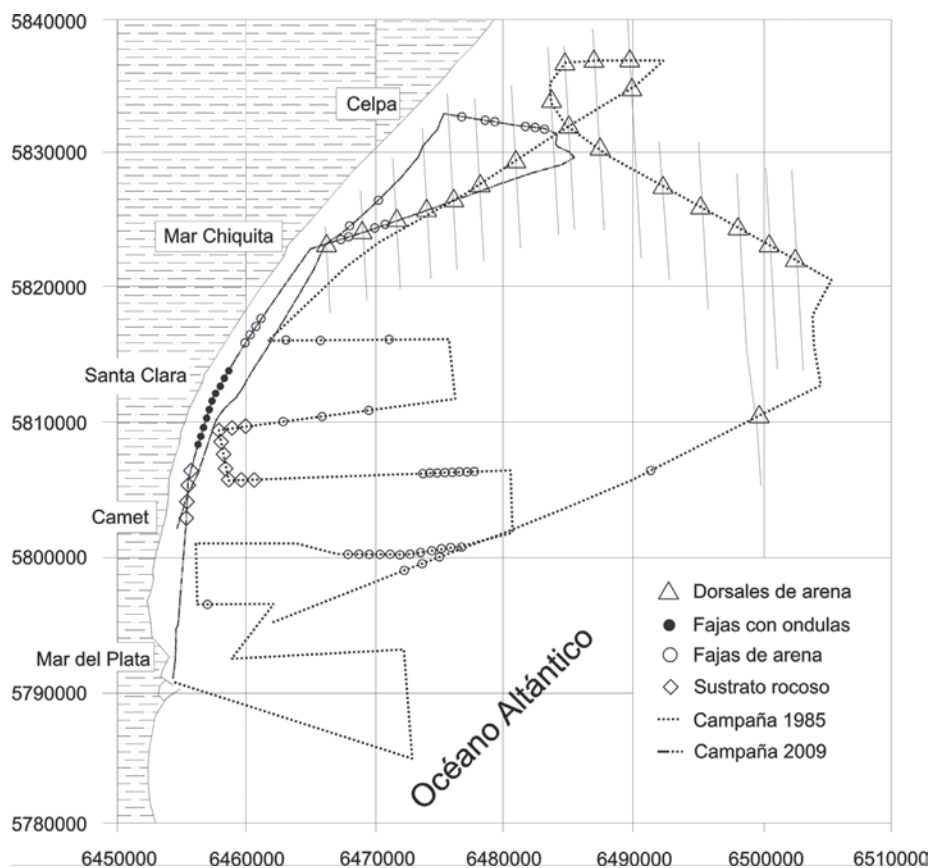 5840000
Celpa
5830000
Mar Chiquita
5820000
Santa Clara
5810000
Camet
5800000
Dorsales de arena
Fajas con ondulas
Fajas de arena
Mar del Plata
Sustrato rocoso
5790000
Campaña 1985
Campaña 2009
Océano Altántico
5780000
6450000 6460000 6470000 6480000 6490000 6500000 6510000